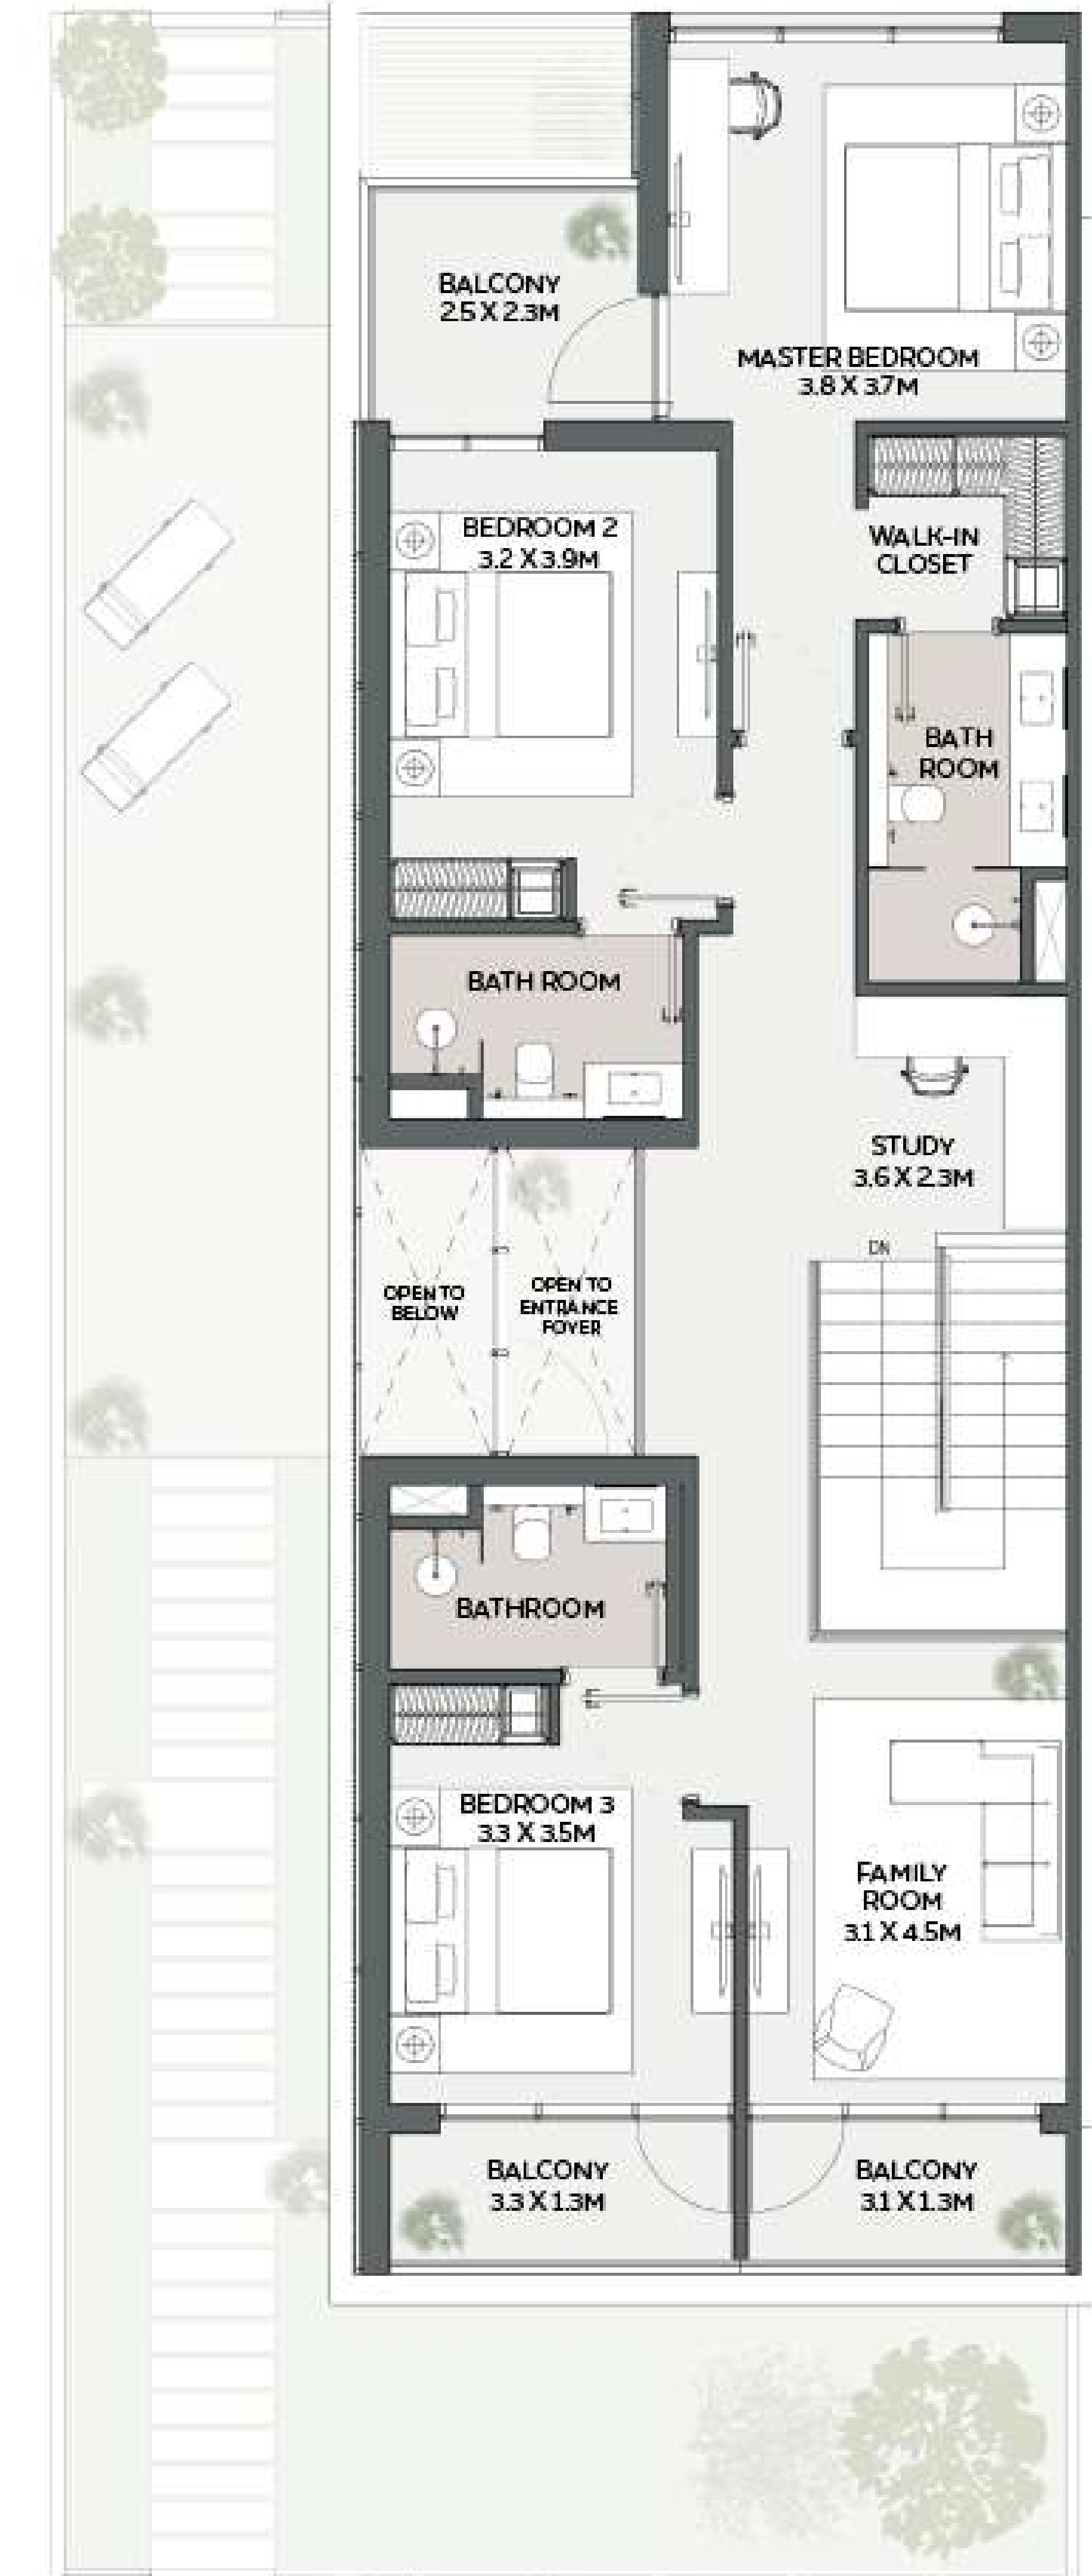 BALCONY
2.5 X 2.3M
MASTER BEDROOM
3.8 X 3.7M
BEDROOM 2
3.2 X 3.9M
WALK-IN
CLOSET
BATH
ROOM
BATH ROOM
STUDY
3.6 X 2.3M
DN
OPEN TO
BELOW
OPEN TO
ENTRANCE
FOYER
BATHROOM
BEDROOM 3
3.3 X 3.5M
FAMILY
ROOM
3.1 X 4.5M
BALCONY
3.3 X 1.3M
BALCONY
3.1 X 1.3M